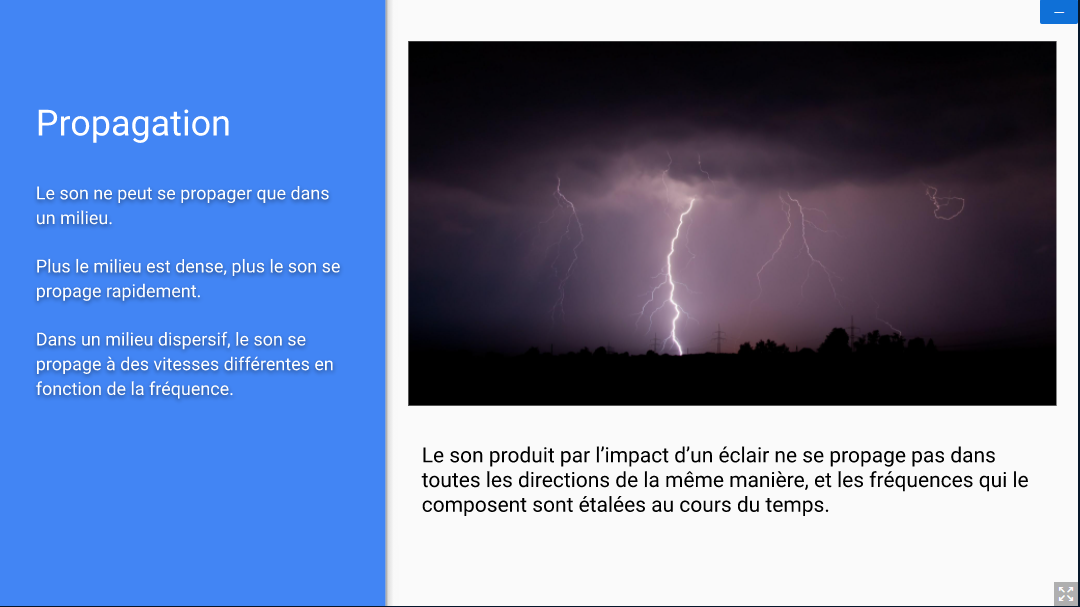 Propagation
Le son ne peut se propager que dans
un milieu.
Plus le milieu est dense, plus le son se
propage rapidement.
Dans un milieu dispersif, le son se
propage à des vitesses différentes en
fonction de la fréquence.
Le son produit par l’impact d’un éclair ne se propage pas dans
toutes les directions de la même manière, et les fréquences qui le
composent sont étalées au cours du temps.